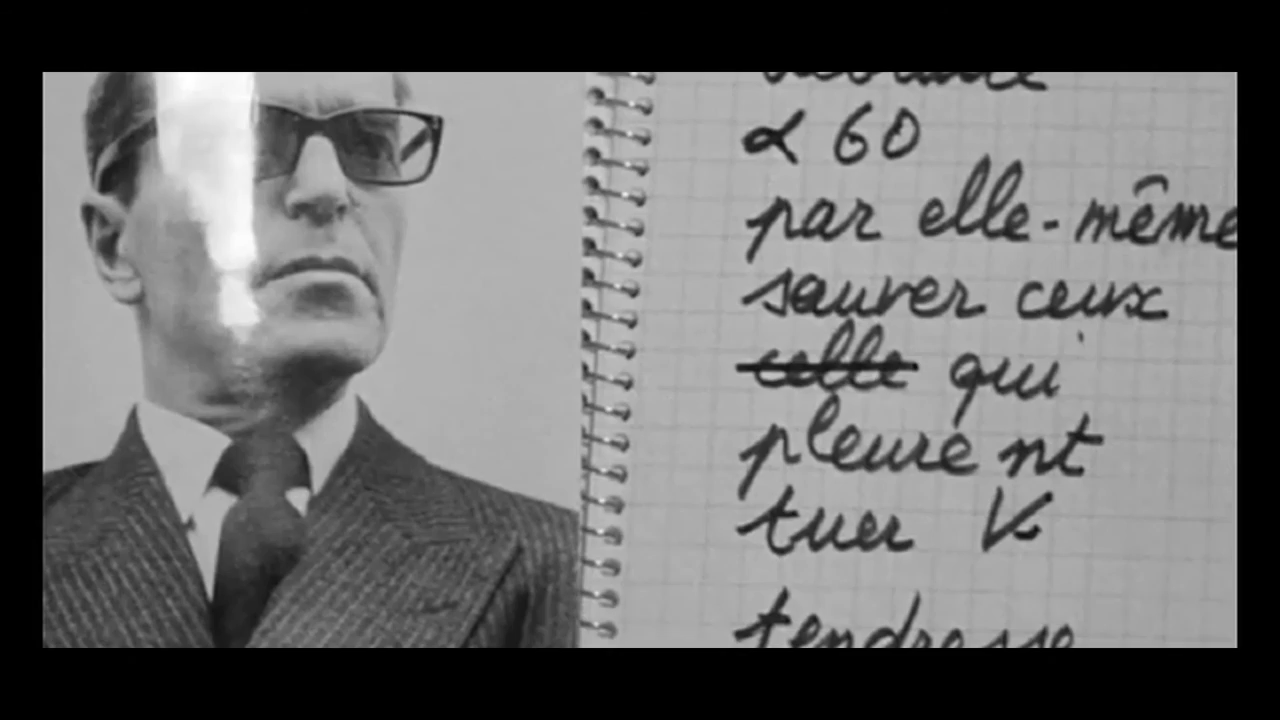 α 60
par elle-même
sauver ceux
celle qui
pleurent
tuer V
tendresse